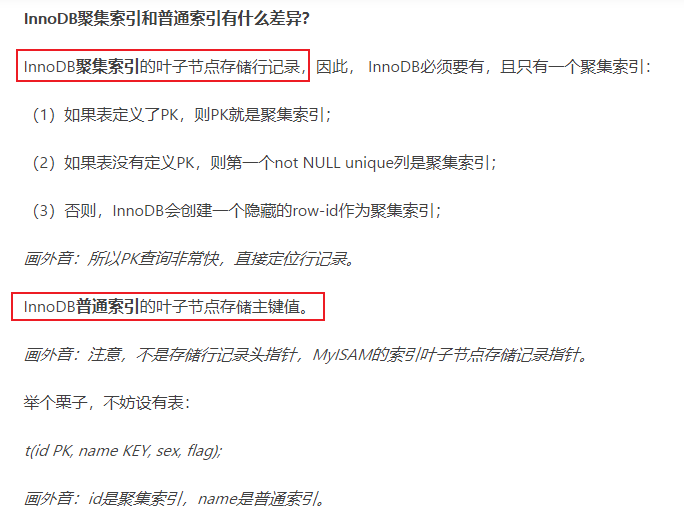 InnoDB聚集索引和普通索引有什么差异？
InnoDB聚集索引的叶子节点存储行记录，因此， InnoDB必须要有，且只有一个聚集索引：
（1）如果表定义了PK，则PK就是聚集索引；
（2）如果表没有定义PK，则第一个not NULL unique列是聚集索引；
（3）否则，InnoDB会创建一个隐藏的row-id作为聚集索引；
画外音：所以PK查询非常快，直接定位行记录。
InnoDB普通索引的叶子节点存储主键值。
画外音：注意，不是存储行记录头指针，MyISAM的索引叶子节点存储记录指针。
举个栗子，不妨设有表：
t(id PK, name KEY, sex, flag);
画外音：id是聚集索引，name是普通索引。